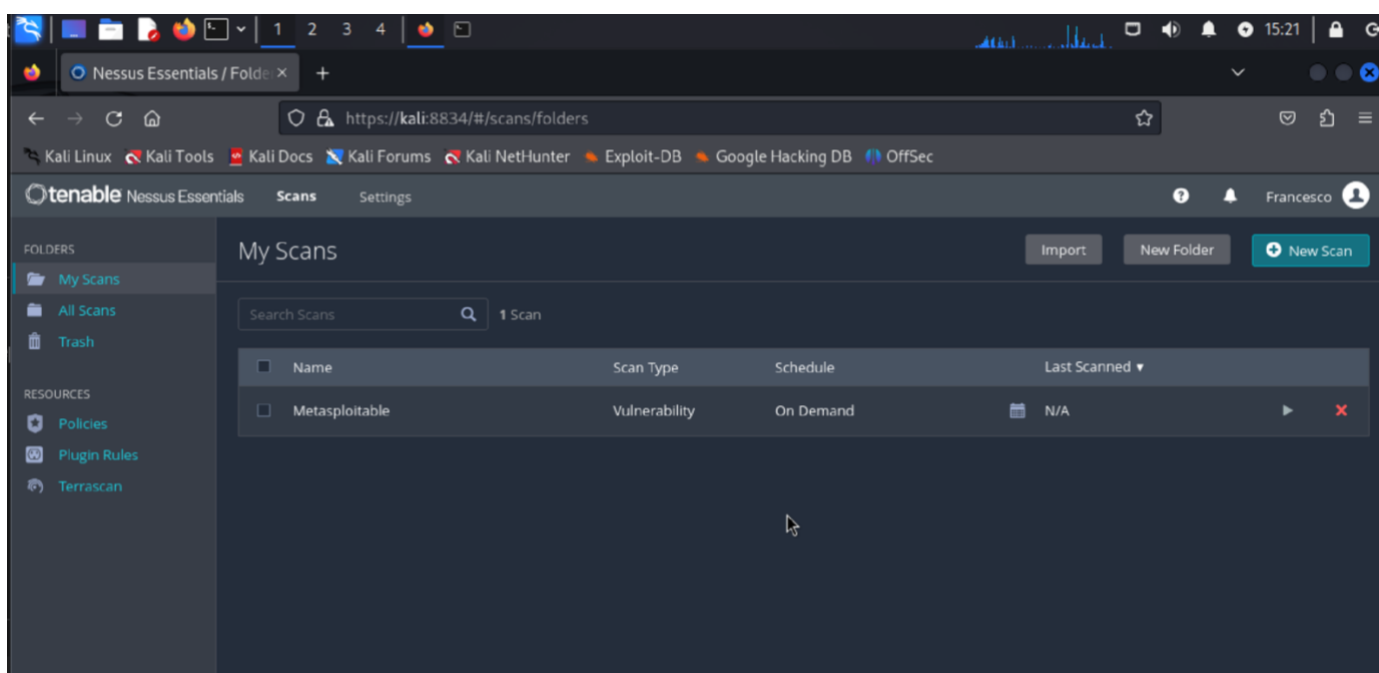 1 2 3 4 15:21
Nessus Essentials / Folde
https://kali:8834/#/scans/folders
Kali Linux Kali Tools Kali Docs Kali Forums Kali NetHunter Exploit-DB Google Hacking DB OffSec
tenable Nessus Essentials Scans Settings Francesco
FOLDERS
My Scans
All Scans
Trash
RESOURCES
Policies
Plugin Rules
Terrascan
My Scans Import New Folder New Scan
Search Scans 1 Scan
Name Scan Type Schedule Last Scanned ▼
Metasploitable Vulnerability On Demand N/A